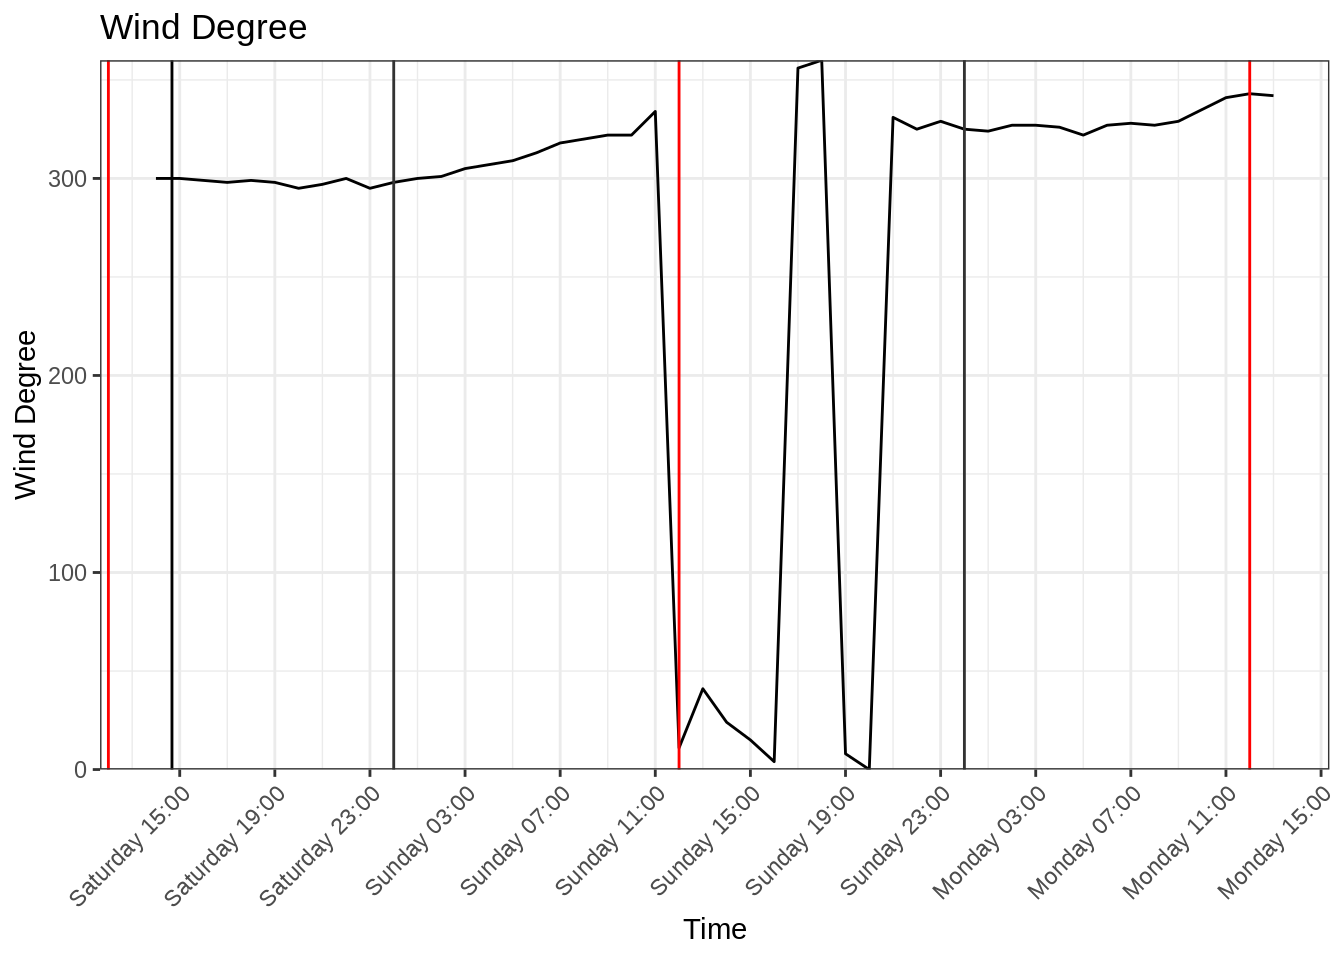 Wind Degree
Wind Degree
300
200
100
0
Saturday 15:00
Saturday 19:00
Saturday 23:00
Sunday 03:00
Sunday 07:00
Sunday 11:00
Sunday 15:00
Sunday 19:00
Sunday 23:00
Monday 03:00
Monday 07:00
Monday 11:00
Monday 15:00
Time